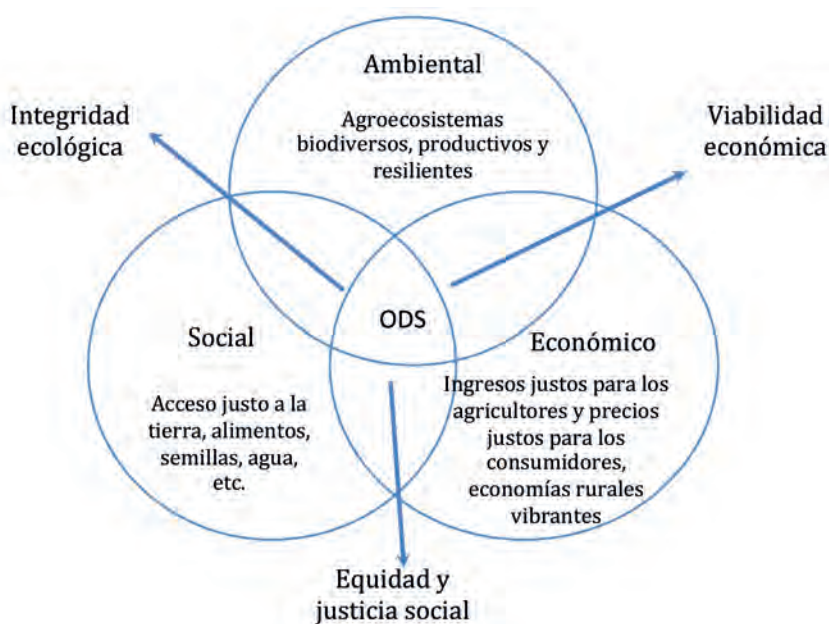 Ambiental
Agroecosistemas
biodiversos, productivos y
resilientes
Integridad
ecológica
Viabilidad
económica
ODS
Social
Acceso justo a la
tierra, alimentos,
semillas, agua,
etc.
Económico
Ingresos justos para los
agricultores y precios
justos para los
consumidores,
economías rurales
vibrantes
Equidad y
justicia social